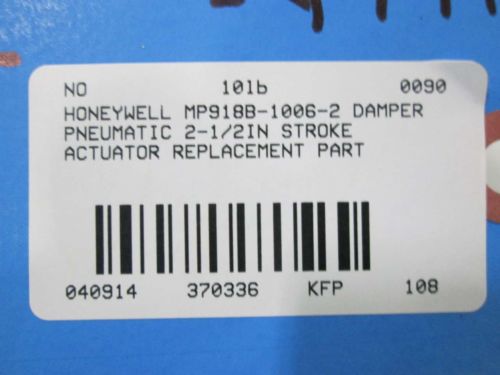 NO 101b 0090
HONEYWELL MP918B-1006-2 DAMPER
PNEUMATIC 2-1/2IN STROKE
ACTUATOR REPLACEMENT PART
040914 370336 KFP 108